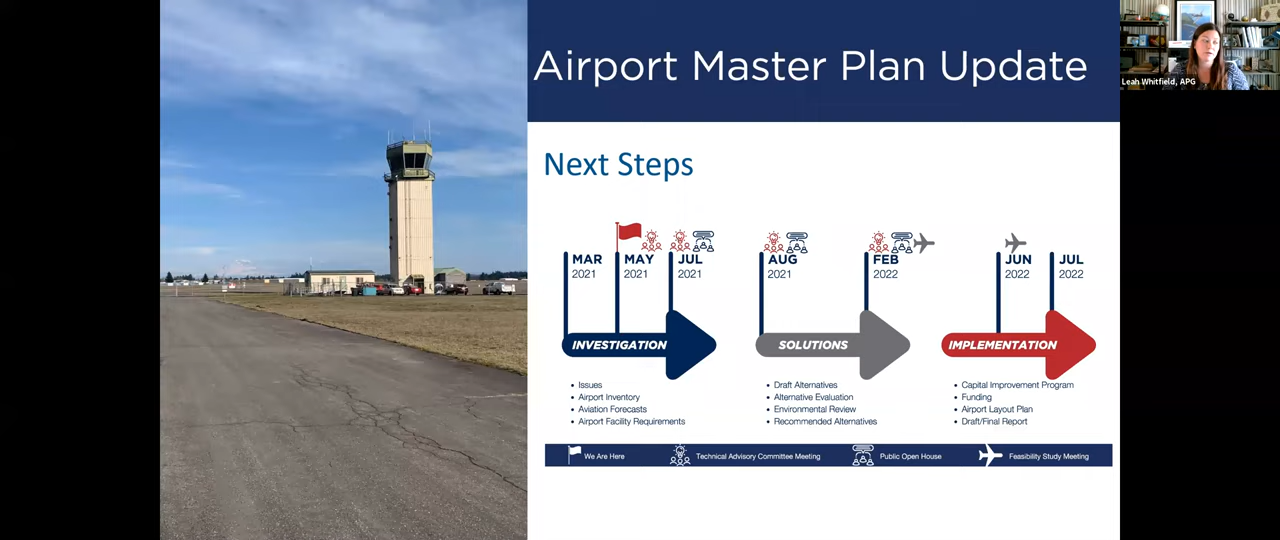 Airport Master Plan Update
Leah Whitfield, APG
Next Steps
MAR
2021
MAY
2021
JUL
2021
AUG
2021
FEB
2022
JUN
2022
JUL
2022
INVESTIGATION
SOLUTIONS
IMPLEMENTATION
• Issues
• Airport Inventory
• Aviation Forecasts
• Airport Facility Requirements
• Draft Alternatives
• Alternative Evaluation
• Environmental Review
• Recommended Alternatives
• Capital Improvement Program
• Funding
• Airport Layout Plan
• Draft/Final Report
We Are Here
Technical Advisory Committee Meeting
Public Open House
Feasibility Study Meeting